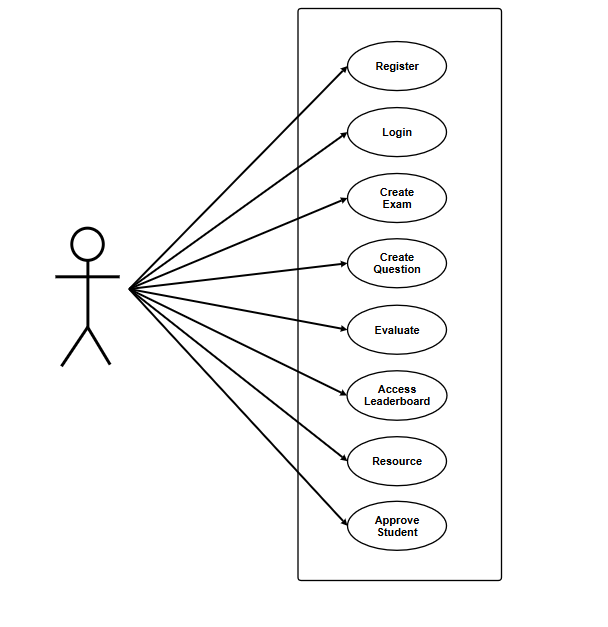 Register
Login
Create
Exam
Create
Question
Evaluate
Access
Leaderboard
Resource
Approve
Student